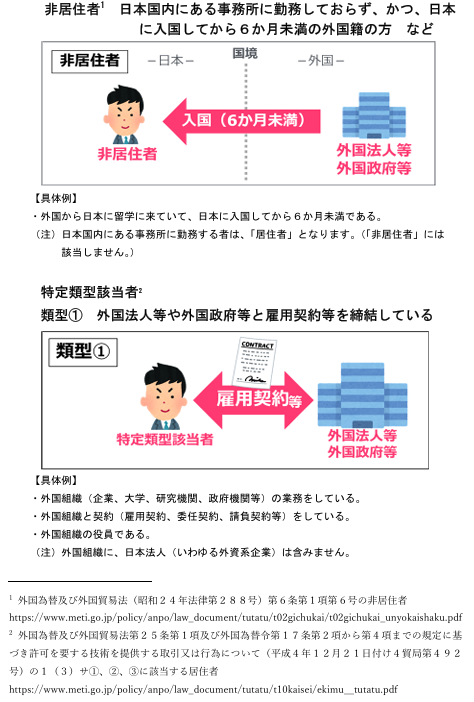 非居住者1　日本国内にある事務所に勤務しておらず、かつ、日本
に入国してから６か月未満の外国籍の方　など
非居住者
－日本－
国境
－外国－
入国（6か月未満）
非居住者
外国法人等
外国政府等
【具体例】
・外国から日本に留学に来ていて、日本に入国してから６か月未満である。
（注）日本国内にある事務所に勤務する者は、「居住者」となります。（「非居住者」には
該当しません。）
特定類型該当者2
類型①　外国法人等や外国政府等と雇用契約等を締結している
類型①
CONTRACT
雇用契約等
特定類型該当者
外国法人等
外国政府等
【具体例】
・外国組織（企業、大学、研究機関、政府機関等）の業務をしている。
・外国組織と契約（雇用契約、委任契約、請負契約等）をしている。
・外国組織の役員である。
（注）外国組織に、日本法人（いわゆる外資系企業）は含みません。
1 外国為替及び外国貿易法（昭和２４年法律第２８８号）第６条第１項第６号の非居住者
https://www.meti.go.jp/policy/anpo/law_document/tutatu/t02gichukai/t02gichukai_unyokaishaku.pdf
2 外国為替及び外国貿易法第２５条第１項及び外国為替令第１７条第２項から第４項までの規定に基
づき許可を要する技術を提供する取引又は行為について（平成４年１２月２１日付け４貿局第４９２
号）の１（３）サ①、②、③に該当する居住者
https://www.meti.go.jp/policy/anpo/law_document/tutatu/t10kaisei/ekimu__tutatu.pdf